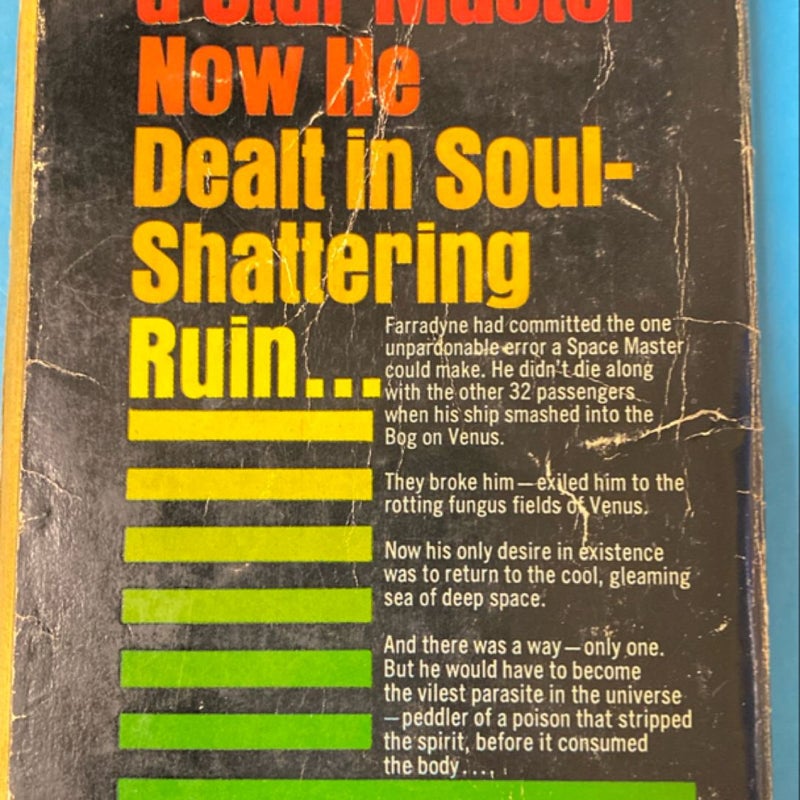 a Star Master
Now He
Dealt in Soul-
Shattering
Ruin...
Farradyne had committed the one
unpardonable error a Space Master
could make. He didn't die along
with the other 32 passengers
when his ship smashed into the
Bog on Venus.
They broke him—exiled him to the
rotting fungus fields of Venus.
Now his only desire in existence
was to return to the cool, gleaming
sea of deep space.
And there was a way—only one.
But he would have to become
the vilest parasite in the universe
—peddler of a poison that stripped
the spirit, before it consumed
the body....